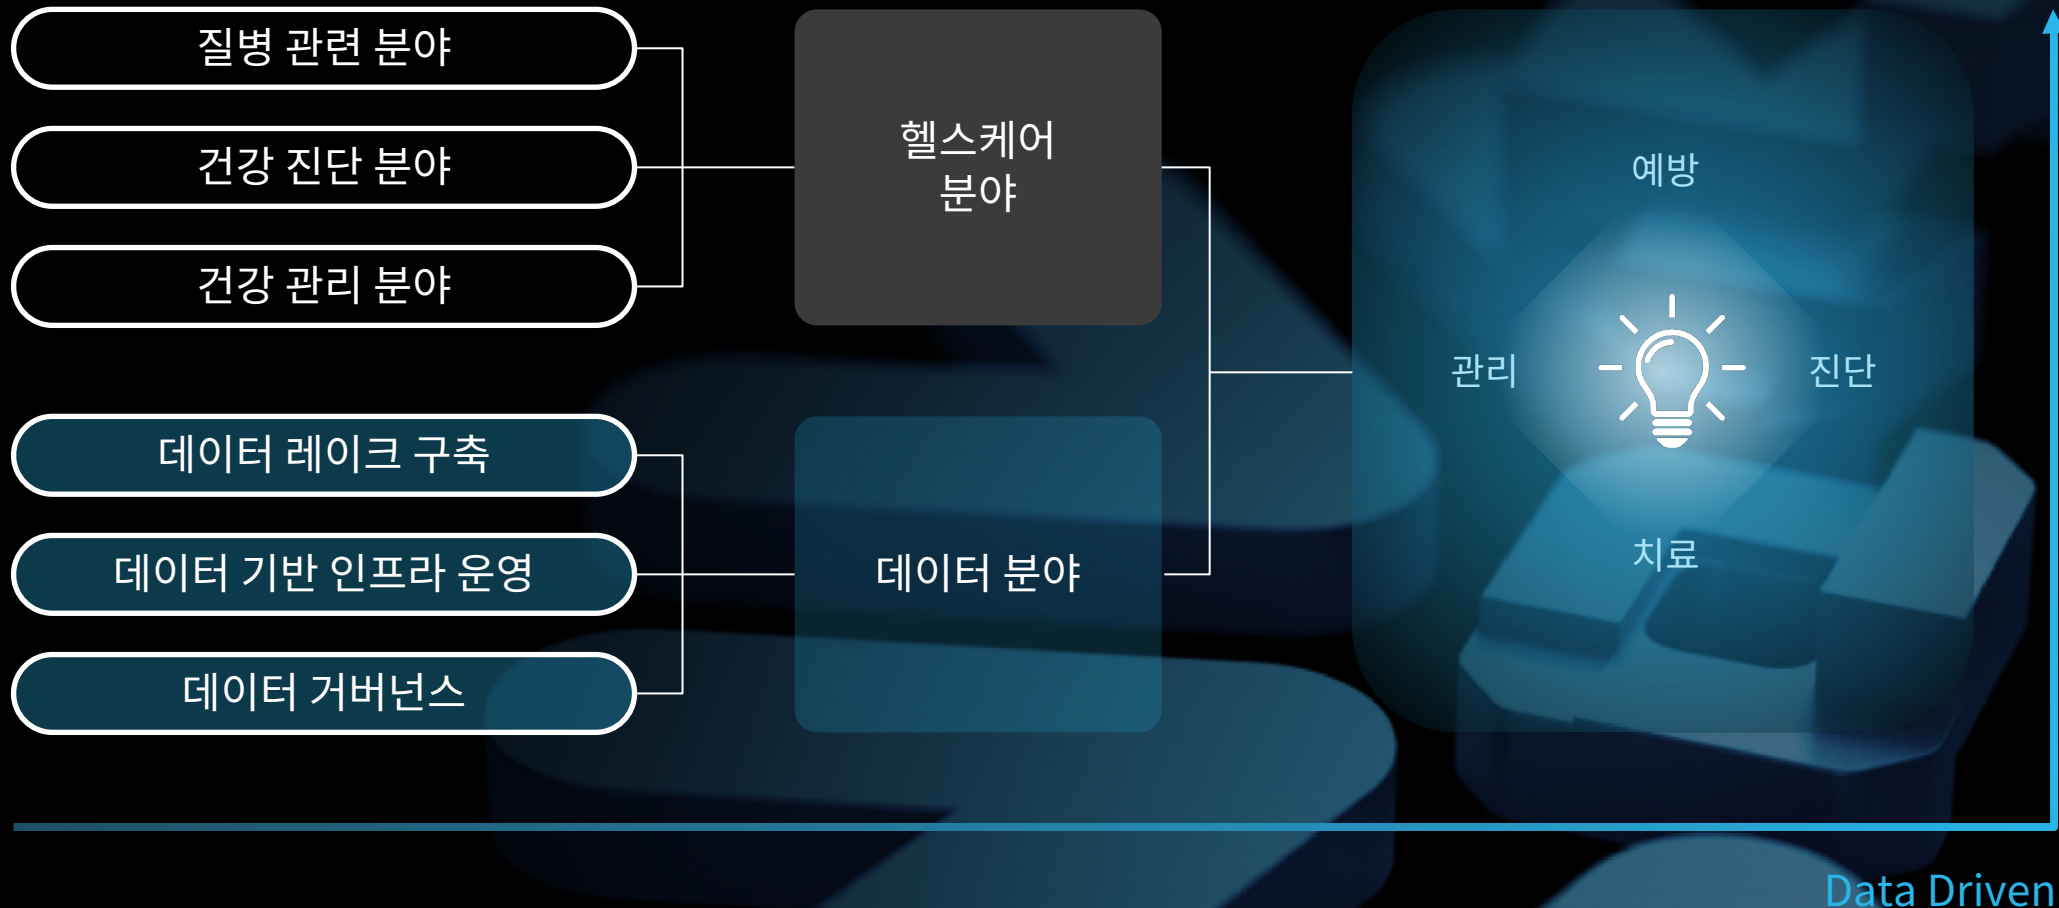 질병 관련 분야
건강 진단 분야
건강 관리 분야
헬스케어
분야
데이터 레이크 구축
데이터 기반 인프라 운영
데이터 거버넌스
데이터 분야
예방
관리
진단
치료
Data Driven